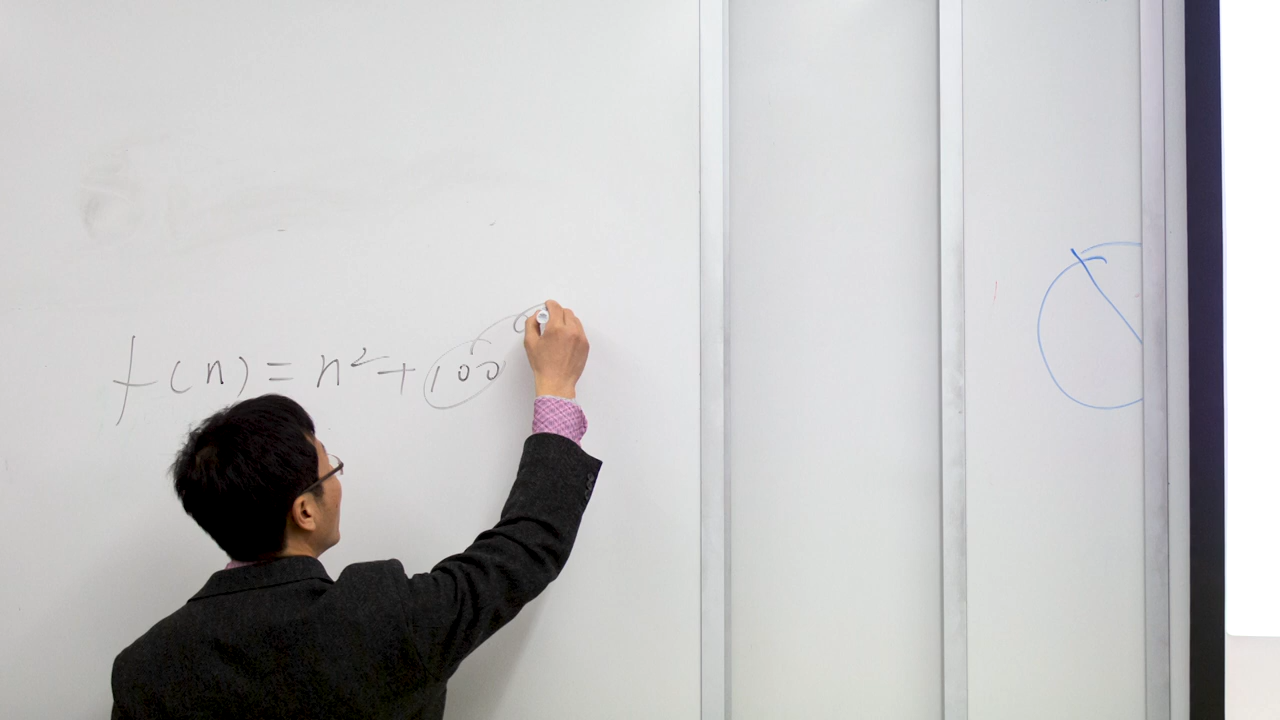 f(n) = n² + 100